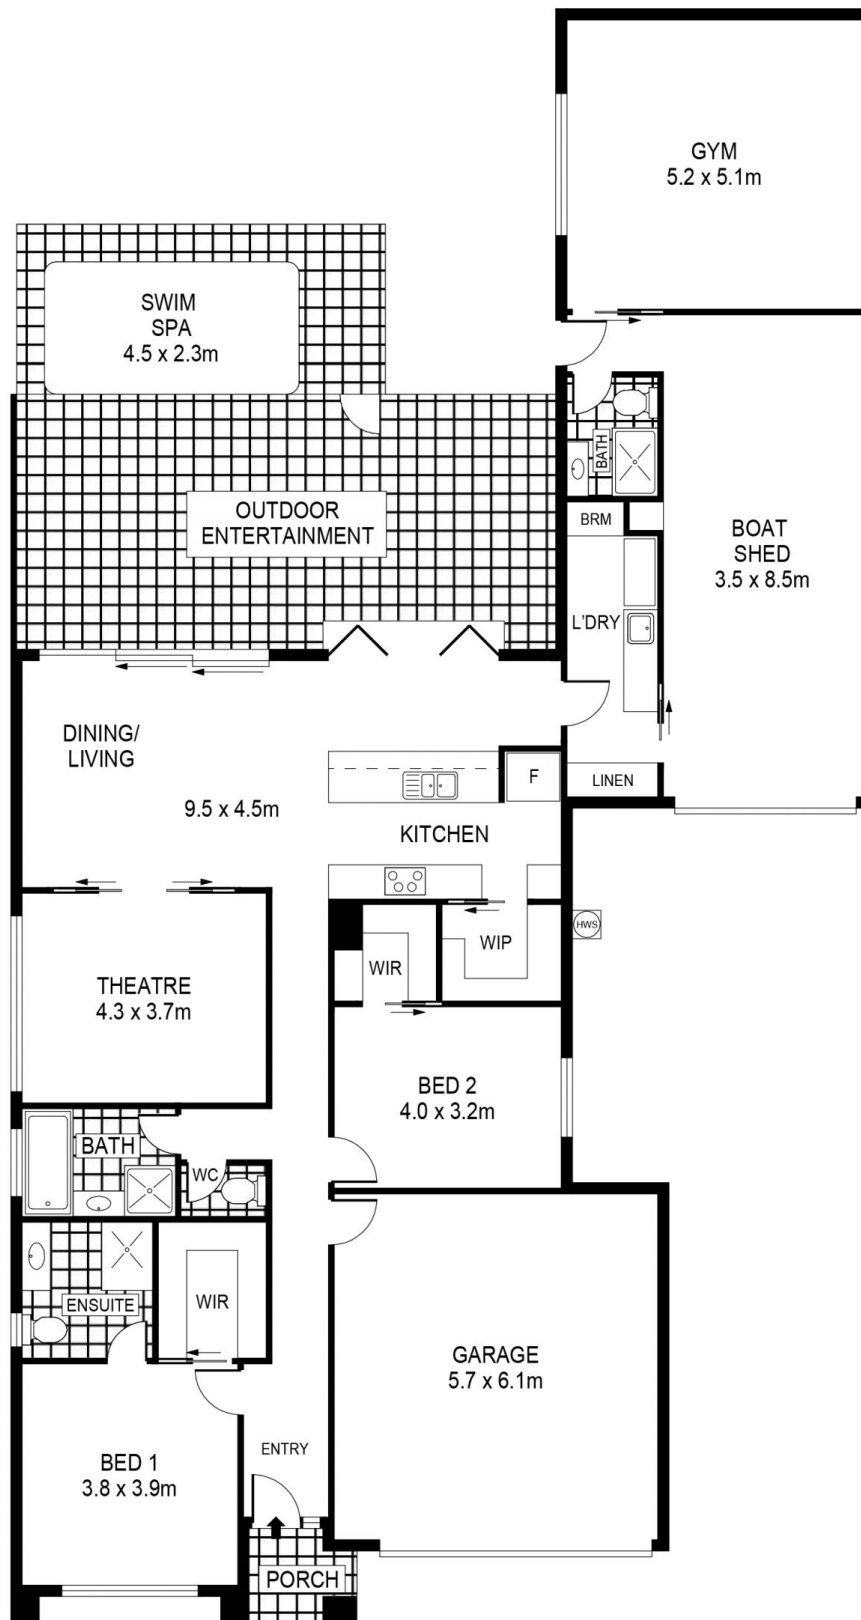 GYM
5.2 x 5.1m
SWIM
SPA
4.5 x 2.3m
BATH
OUTDOOR
ENTERTAINMENT
BRM
BOAT
SHED
3.5 x 8.5m
L'DRY
DINING/
LIVING
F
LINEN
9.5 x 4.5m
KITCHEN
HWS
WIP
WIR
THEATRE
4.3 x 3.7m
BED 2
4.0 x 3.2m
BATH
WC
ENSUITE
WIR
GARAGE
5.7 x 6.1m
ENTRY
BED 1
3.8 x 3.9m
PORCH